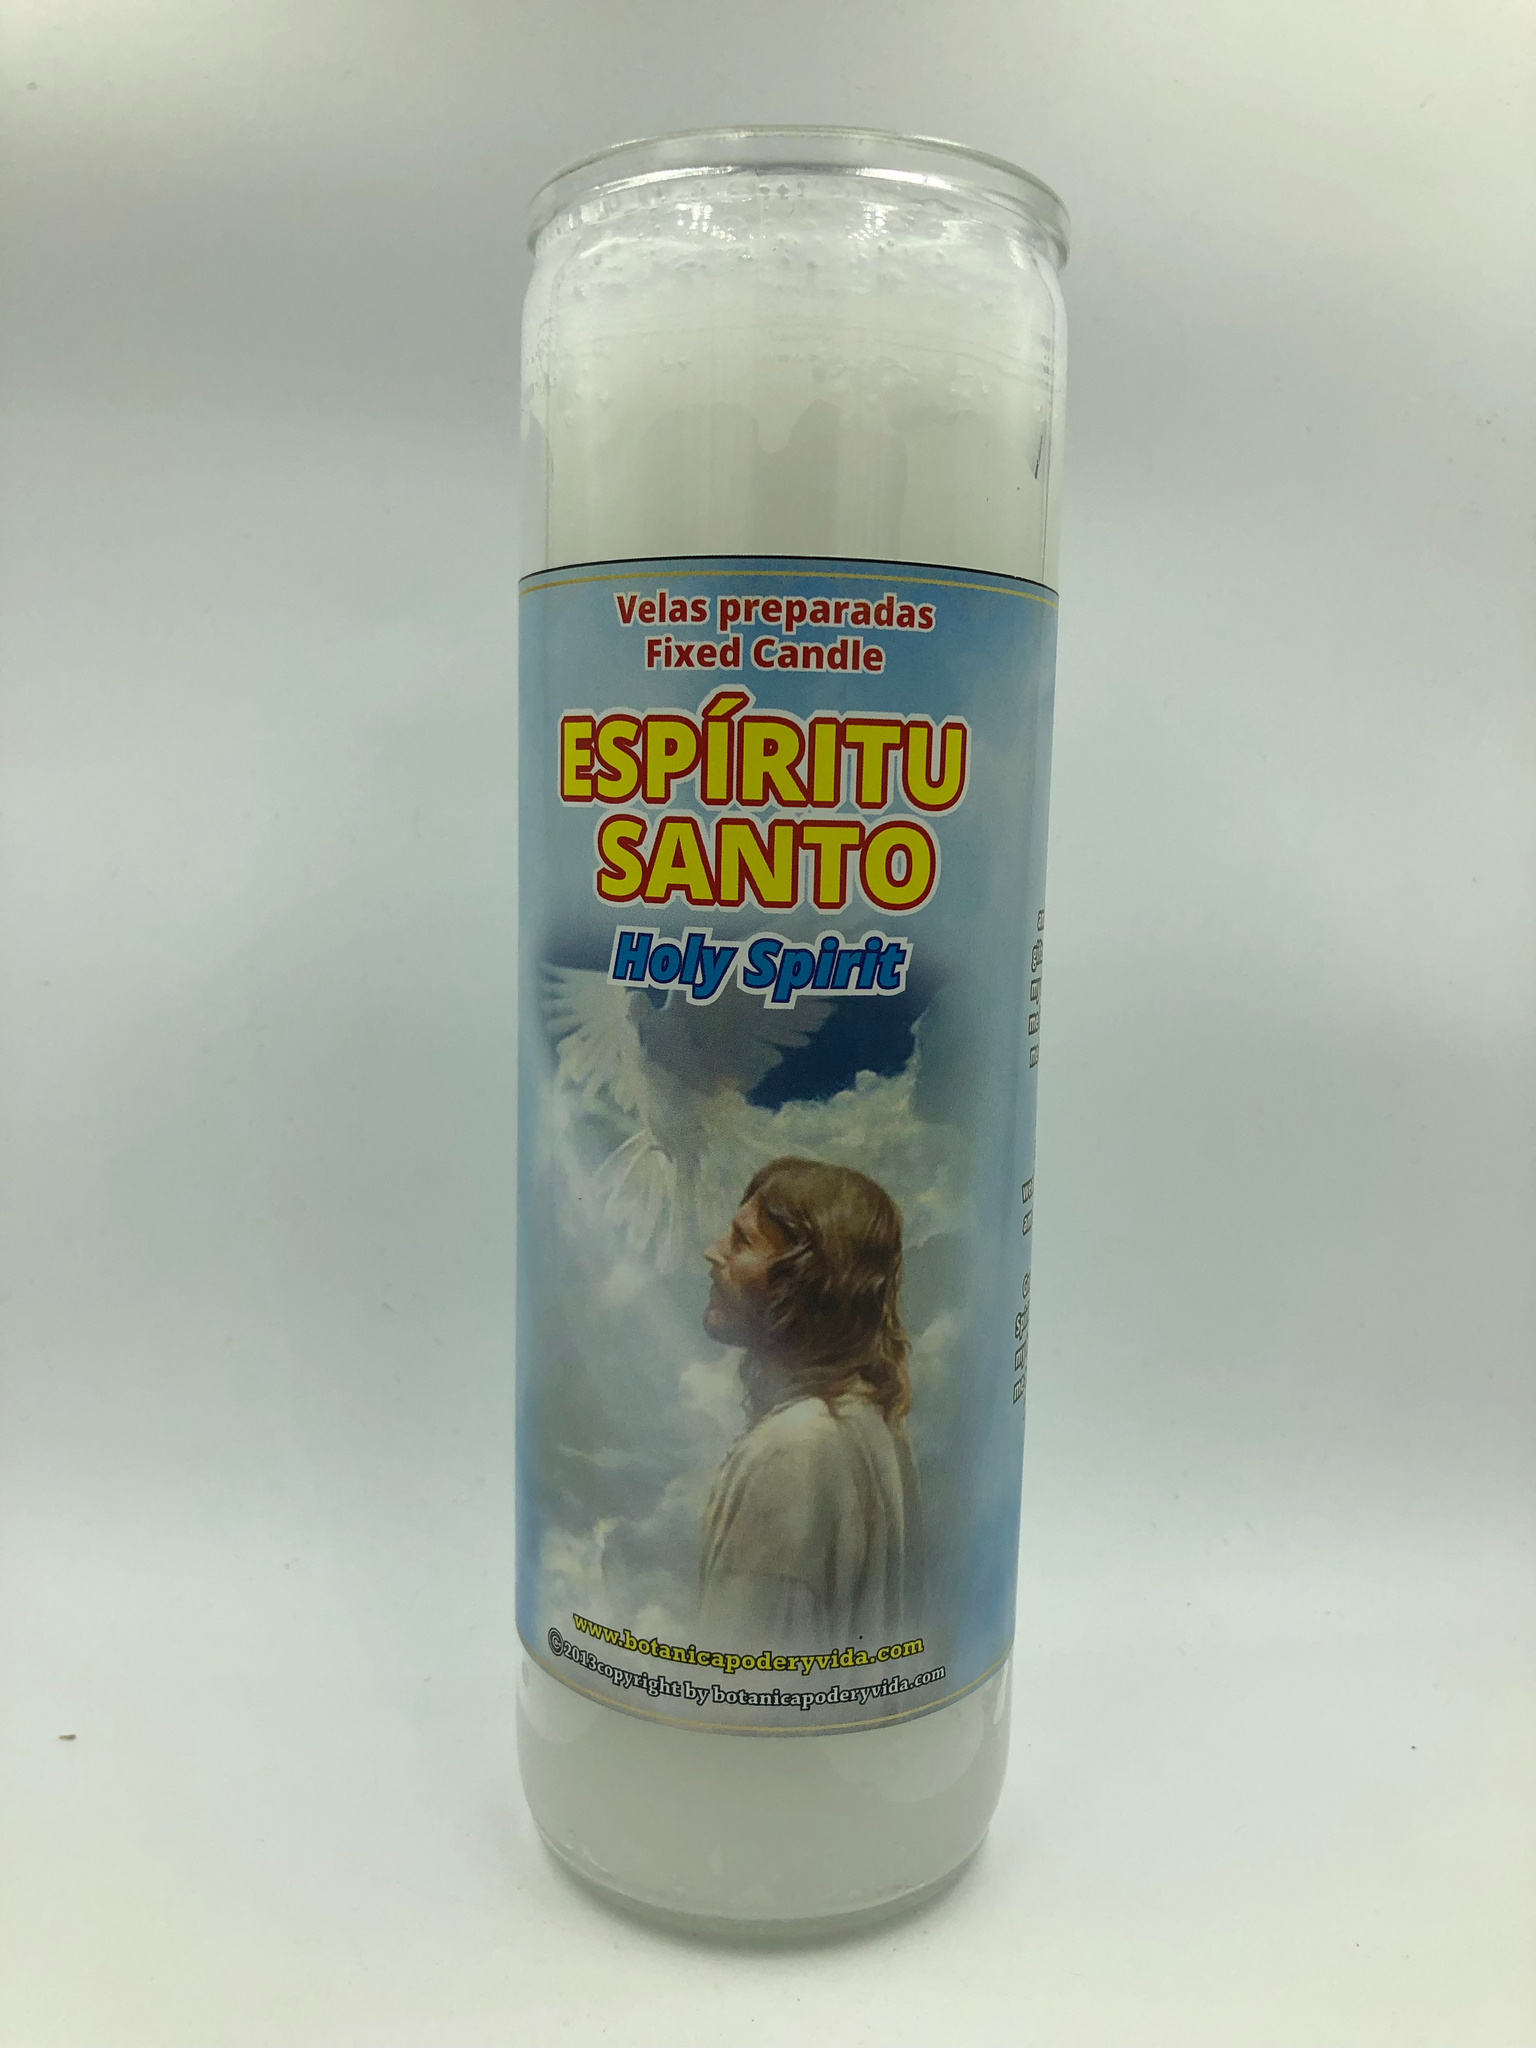 Velas preparadas
Fixed Candle
ESPÍRITU
SANTO
Holy Spirit
www.botanicapoderyvida.com
©2013copyright by botanicapoderyvida.com